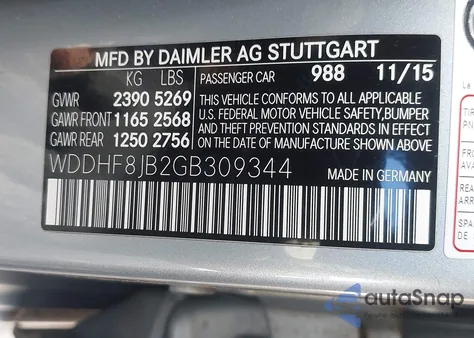 MFD BY DAIMLER AG STUTTGART
KG LBS PASSENGER CAR 988 11/15
GVWR 2390 5269
GAWR FRONT 1165 2568
GAWR REAR 1250 2756
THIS VEHICLE CONFORMS TO ALL APPLICABLE
U.S. FEDERAL MOTOR VEHICLE SAFETY,BUMPER
AND THEFT PREVENTION STANDARDS IN EFFECT
ON THE DATE OF MANUFACTURE SHOWN ABOVE
WDDHF8JB2GB309344 MADE IN GERMANY
autoSnap